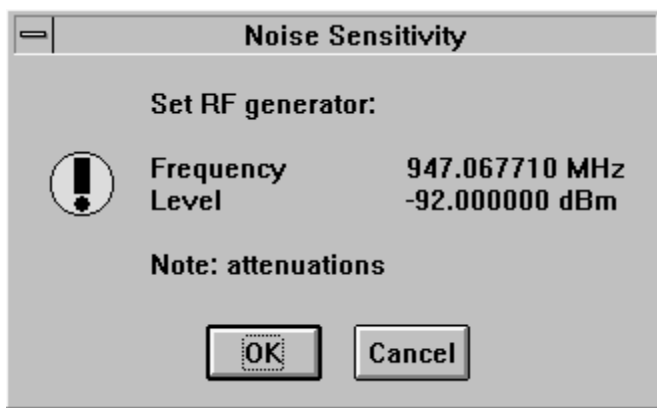 Noise Sensitivity
Set RF generator:
Frequency 947.067710 MHz
Level -92.000000 dBm
Note: attenuations
OK Cancel